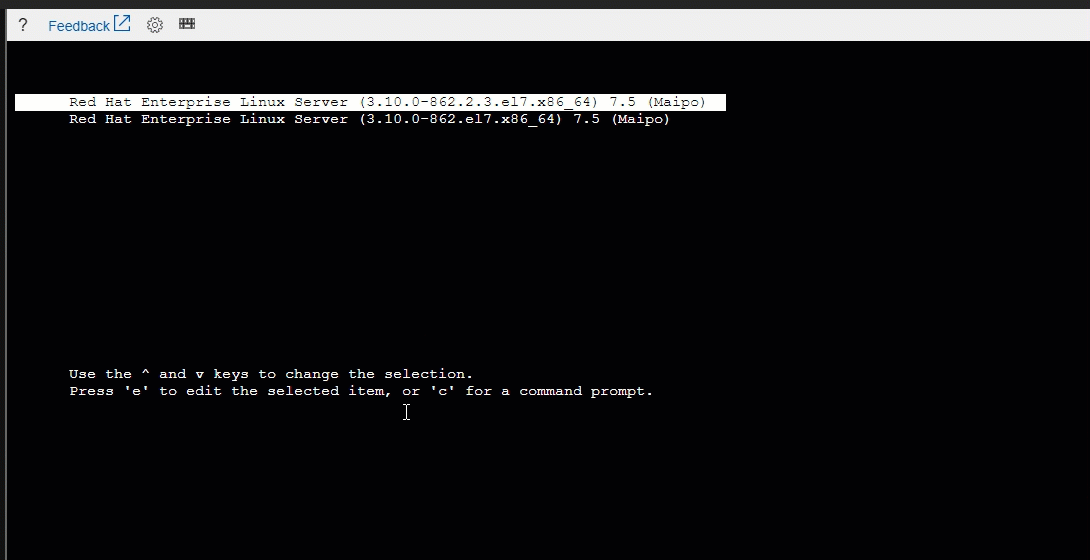 ? Feedback
Red Hat Enterprise Linux Server (3.10.0-862.2.3.el7.x86_64) 7.5 (Maipo)
Red Hat Enterprise Linux Server (3.10.0-862.el7.x86_64) 7.5 (Maipo)
Use the ^ and v keys to change the selection.
Press 'e' to edit the selected item, or 'c' for a command prompt.